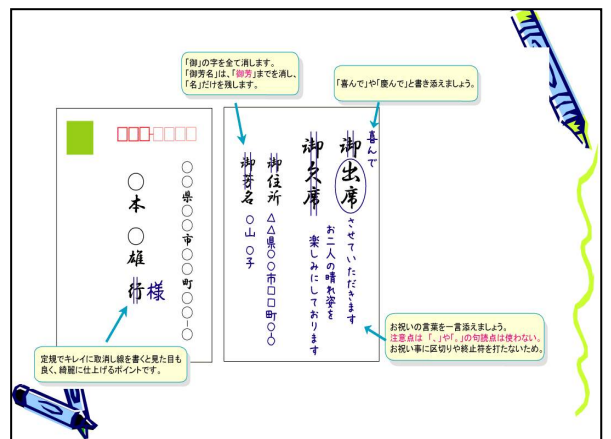 「御」の字を全て消します。
「御芳名」は、「御芳」までを消し、
「名」だけを残します。
「喜んで」や「慶んで」と書き添えましょう。
○○県○○市○○町○○-○
○本 ○雄 行様
喜んで
御出席させていただきます
お二人の晴れ姿を
楽しみにしております
御欠席
御住所 △△県○○市□□町○-○
御芳名 ○山 ○子
定規でキレイに取消し線を書くと見た目も
良く、綺麗に仕上げるポイントです。
お祝いの言葉を一言添えましょう。
注意点は 「、」や「。」の句読点は使わない。
お祝い事に区切りや終止符を打たないため。